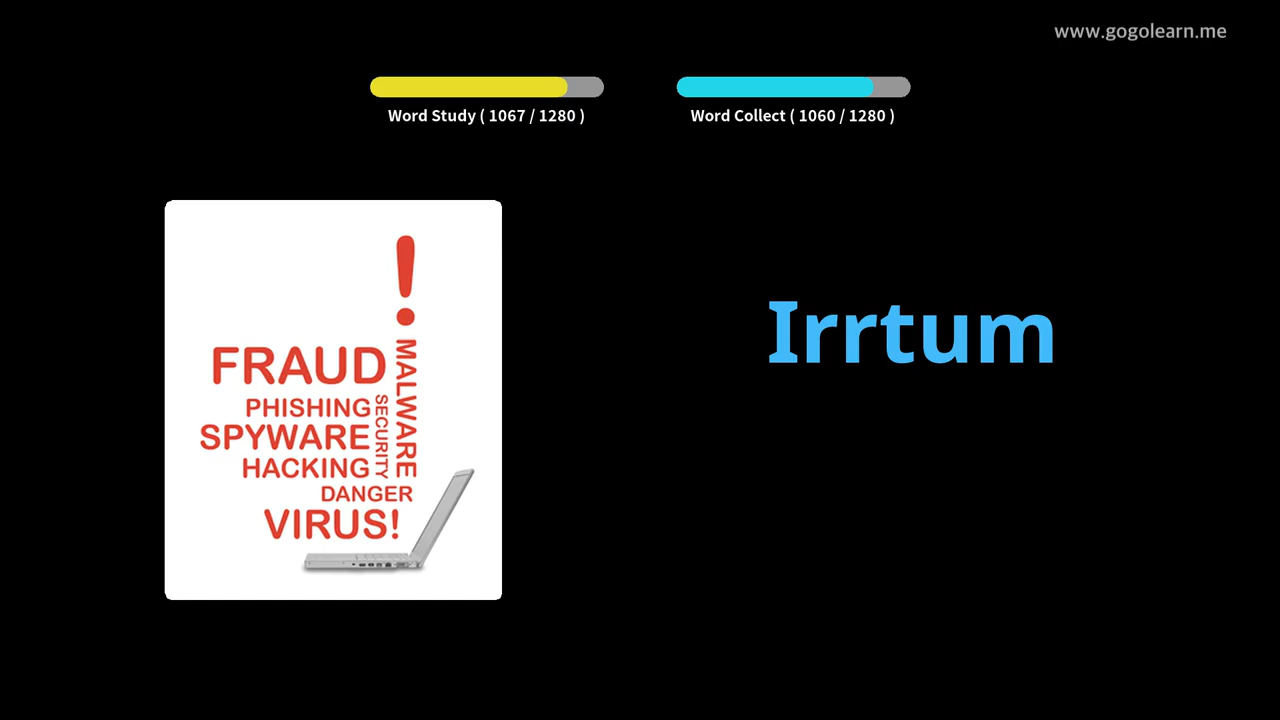 www.gogolearn.me
Word Study ( 1067 / 1280 )
Word Collect ( 1060 / 1280 )
!
FRAUD
MALWARE
PHISHING
SECURITY
SPYWARE
HACKING
DANGER
VIRUS!
Irrtum